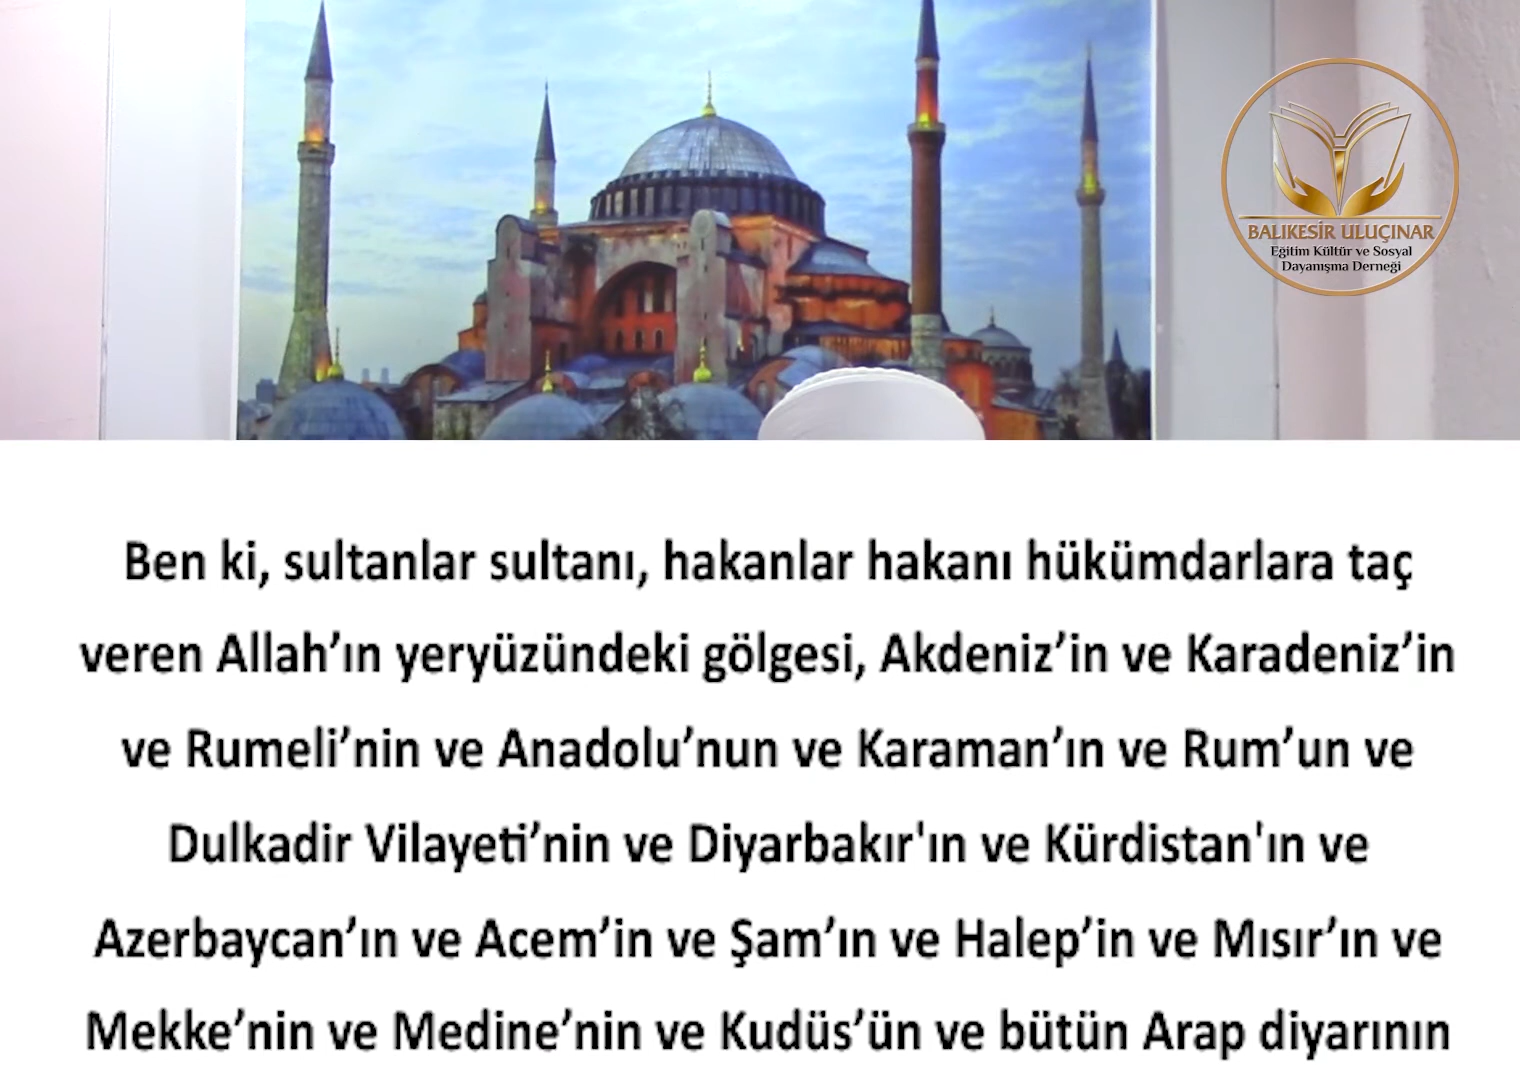 BALIKESİR ULUÇINAR
Eğitim Kültür ve Sosyal
Dayanışma Derneği
Ben ki, sultanlar sultanı, hakanlar hakanı hükümdarlara taç
veren Allah’ın yeryüzündeki gölgesi, Akdeniz’in ve Karadeniz’in
ve Rumeli’nin ve Anadolu’nun ve Karaman’ın ve Rum’un ve
Dulkadir Vilayeti’nin ve Diyarbakır'ın ve Kürdistan'ın ve
Azerbaycan’ın ve Acem’in ve Şam’ın ve Halep’in ve Mısır’ın ve
Mekke’nin ve Medine’nin ve Kudüs’ün ve bütün Arap diyarının